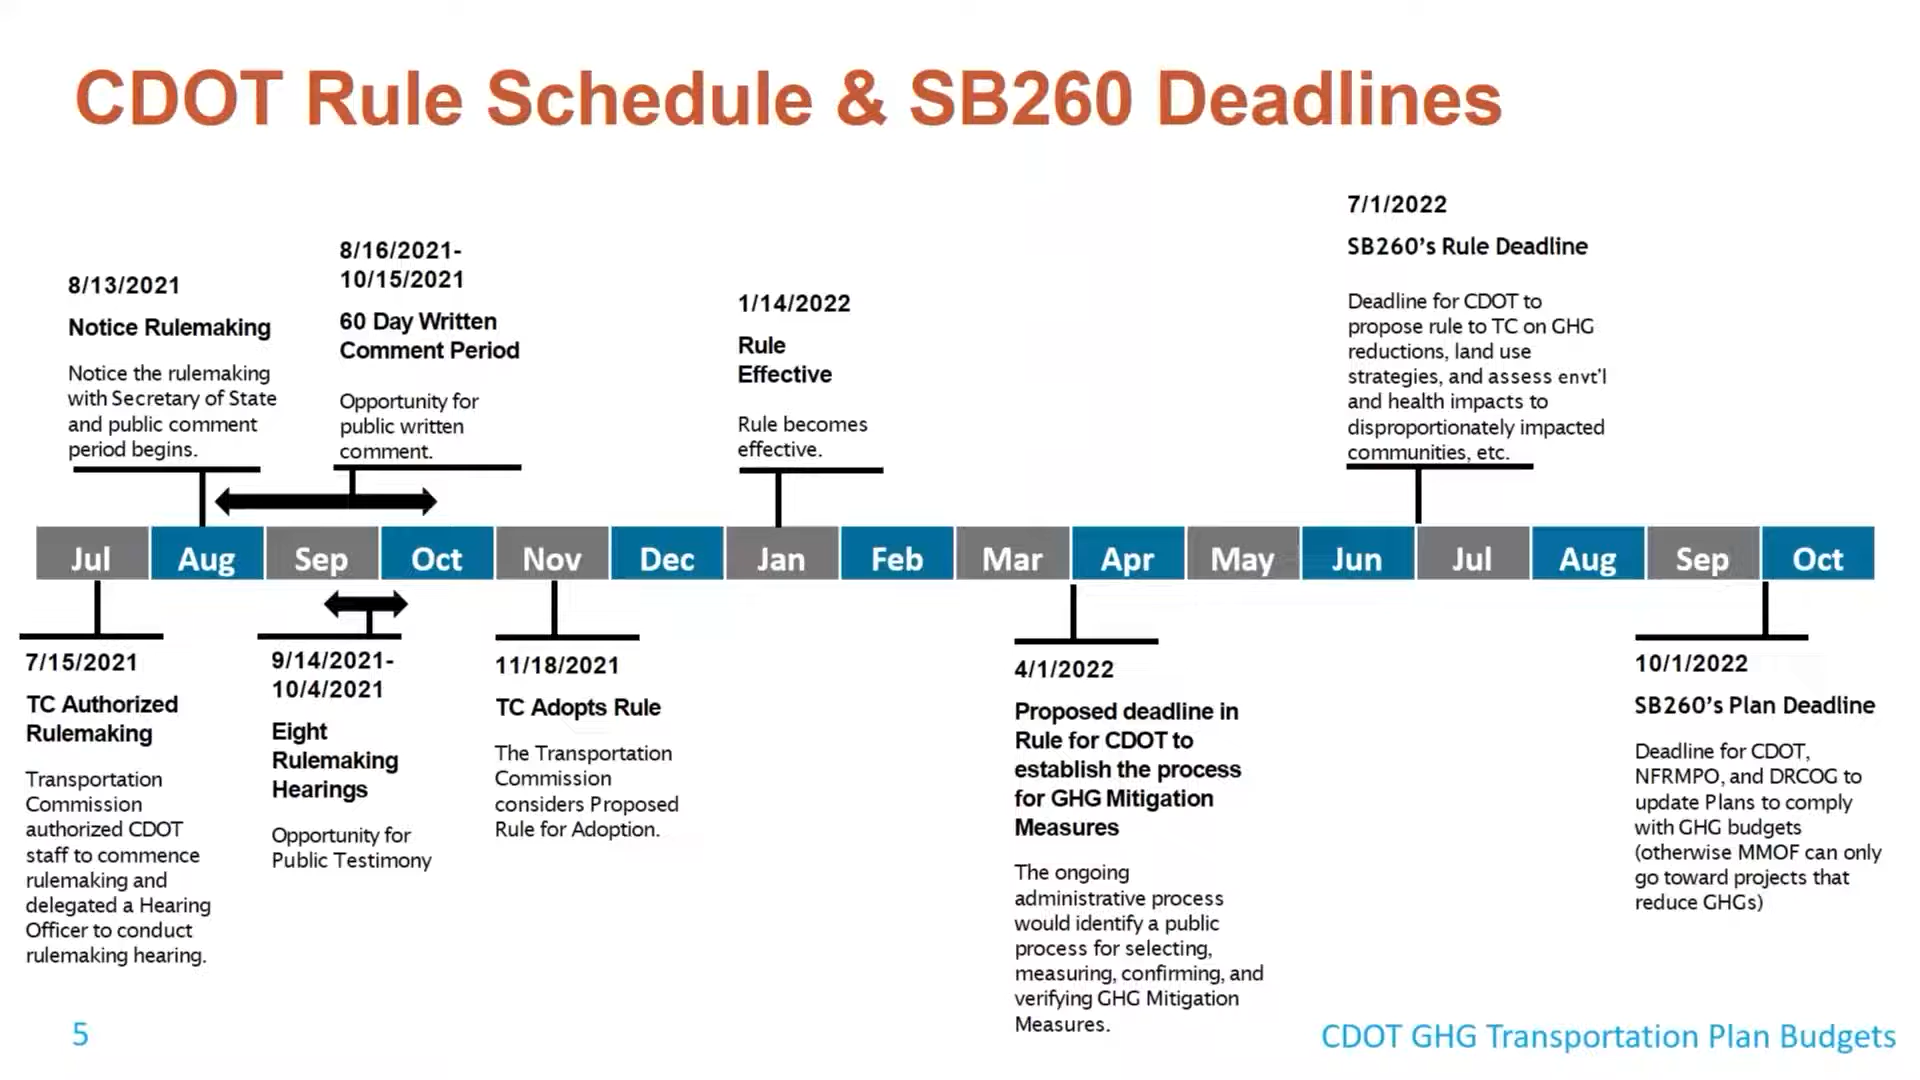 CDOT Rule Schedule & SB260 Deadlines
8/13/2021
Notice Rulemaking
Notice the rulemaking
with Secretary of State
and public comment
period begins.
8/16/2021-
10/15/2021
60 Day Written
Comment Period
Opportunity for
public written
comment.
1/14/2022
Rule
Effective
Rule becomes
effective.
7/1/2022
SB260’s Rule Deadline
Deadline for CDOT to
propose rule to TC on GHG
reductions, land use
strategies, and assess envt'l
and health impacts to
disproportionately impacted
communities, etc.
Jul Aug Sep Oct Nov Dec Jan Feb Mar Apr May Jun Jul Aug Sep Oct
7/15/2021
TC Authorized
Rulemaking
Transportation
Commission
authorized CDOT
staff to commence
rulemaking and
delegated a Hearing
Officer to conduct
rulemaking hearing.
9/14/2021-
10/4/2021
Eight
Rulemaking
Hearings
Opportunity for
Public Testimony
11/18/2021
TC Adopts Rule
The Transportation
Commission
considers Proposed
Rule for Adoption.
4/1/2022
Proposed deadline in
Rule for CDOT to
establish the process
for GHG Mitigation
Measures
The ongoing
administrative process
would identify a public
process for selecting,
measuring, confirming, and
verifying GHG Mitigation
Measures.
10/1/2022
SB260’s Plan Deadline
Deadline for CDOT,
NFRMPO, and DRCOG to
update Plans to comply
with GHG budgets
(otherwise MMOF can only
go toward projects that
reduce GHGs)
5
CDOT GHG Transportation Plan Budgets